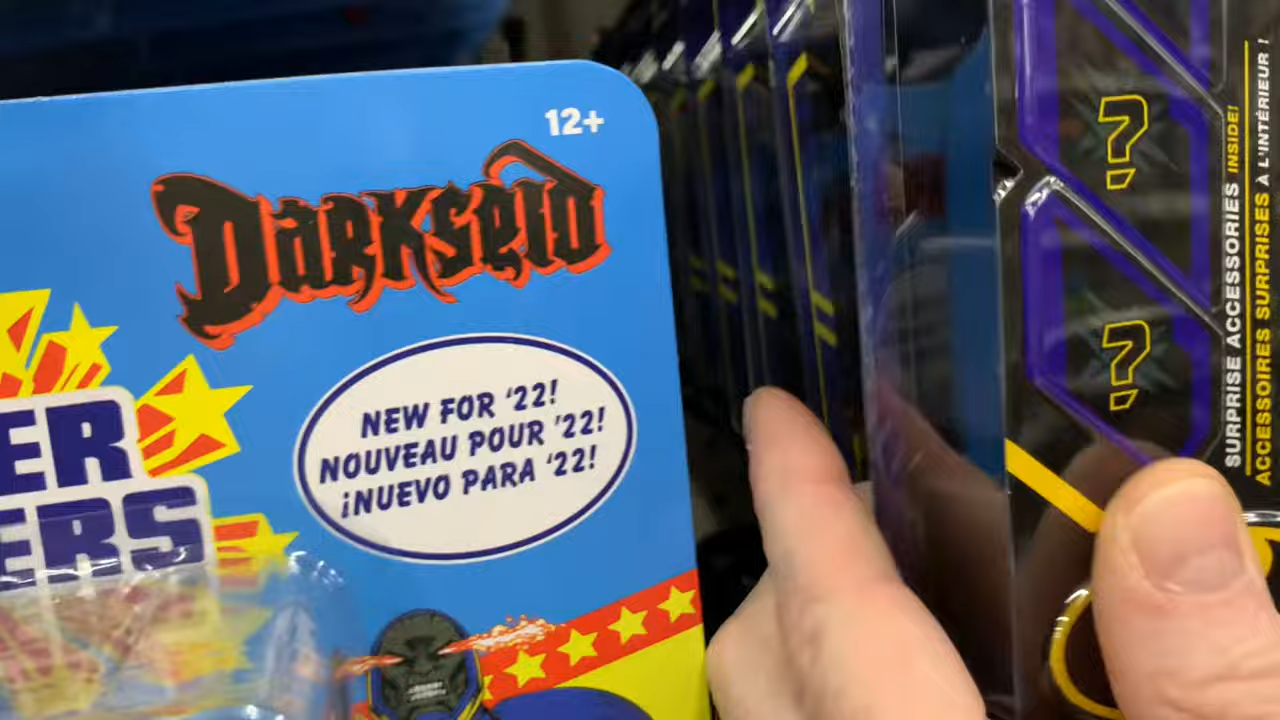 12+
DARKSEID
NEW FOR '22!
NOUVEAU POUR '22!
¡NUEVO PARA '22!
ER
ERS
?
?
SURPRISE ACCESSORIES INSIDE!
ACCESSOIRES SURPRISES À L'INTÉRIEUR !